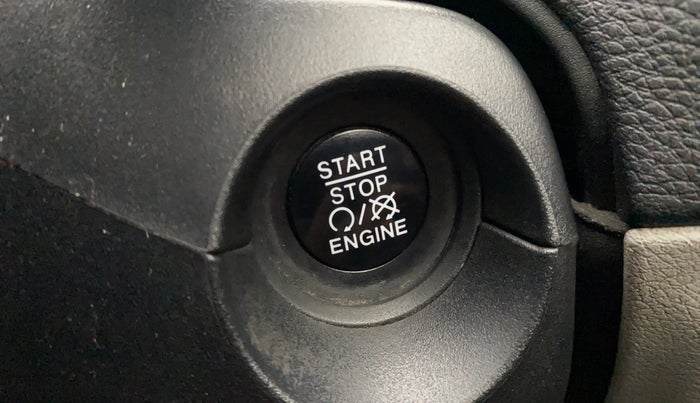 START
STOP
/
ENGINE